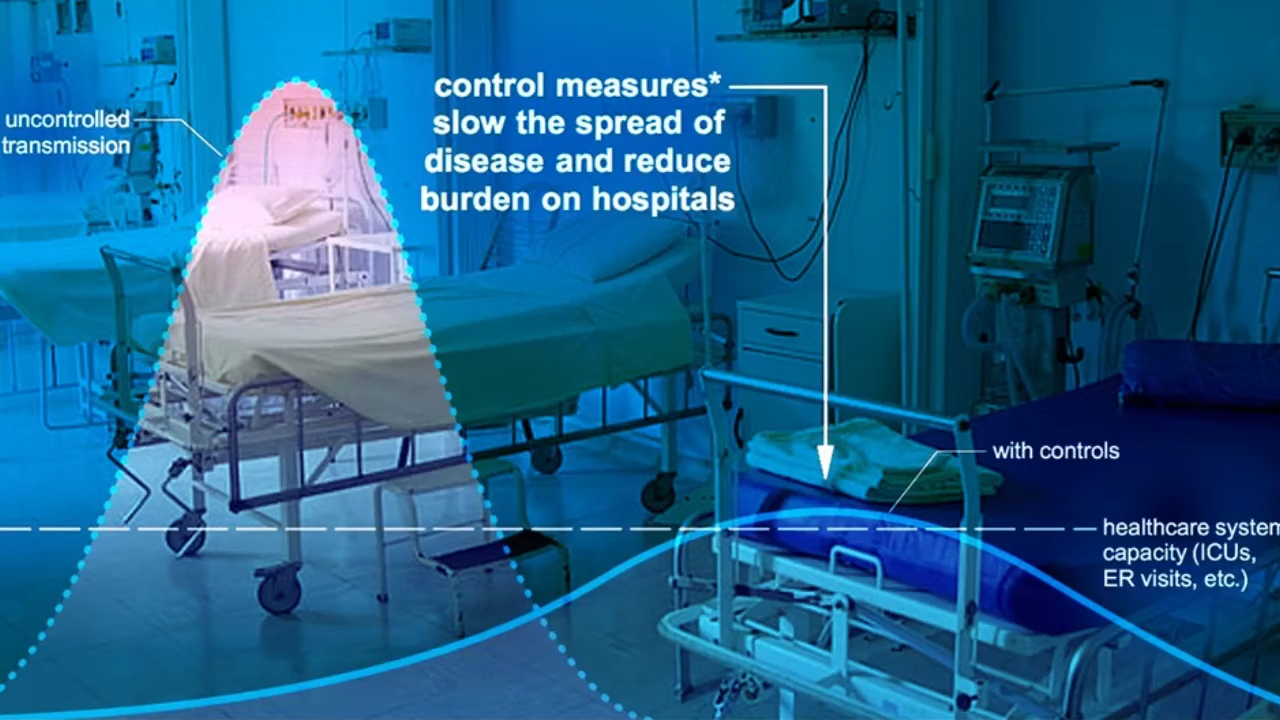 uncontrolled
transmission
control measures*
slow the spread of
disease and reduce
burden on hospitals
with controls
healthcare system
capacity (ICUs,
ER visits, etc.)